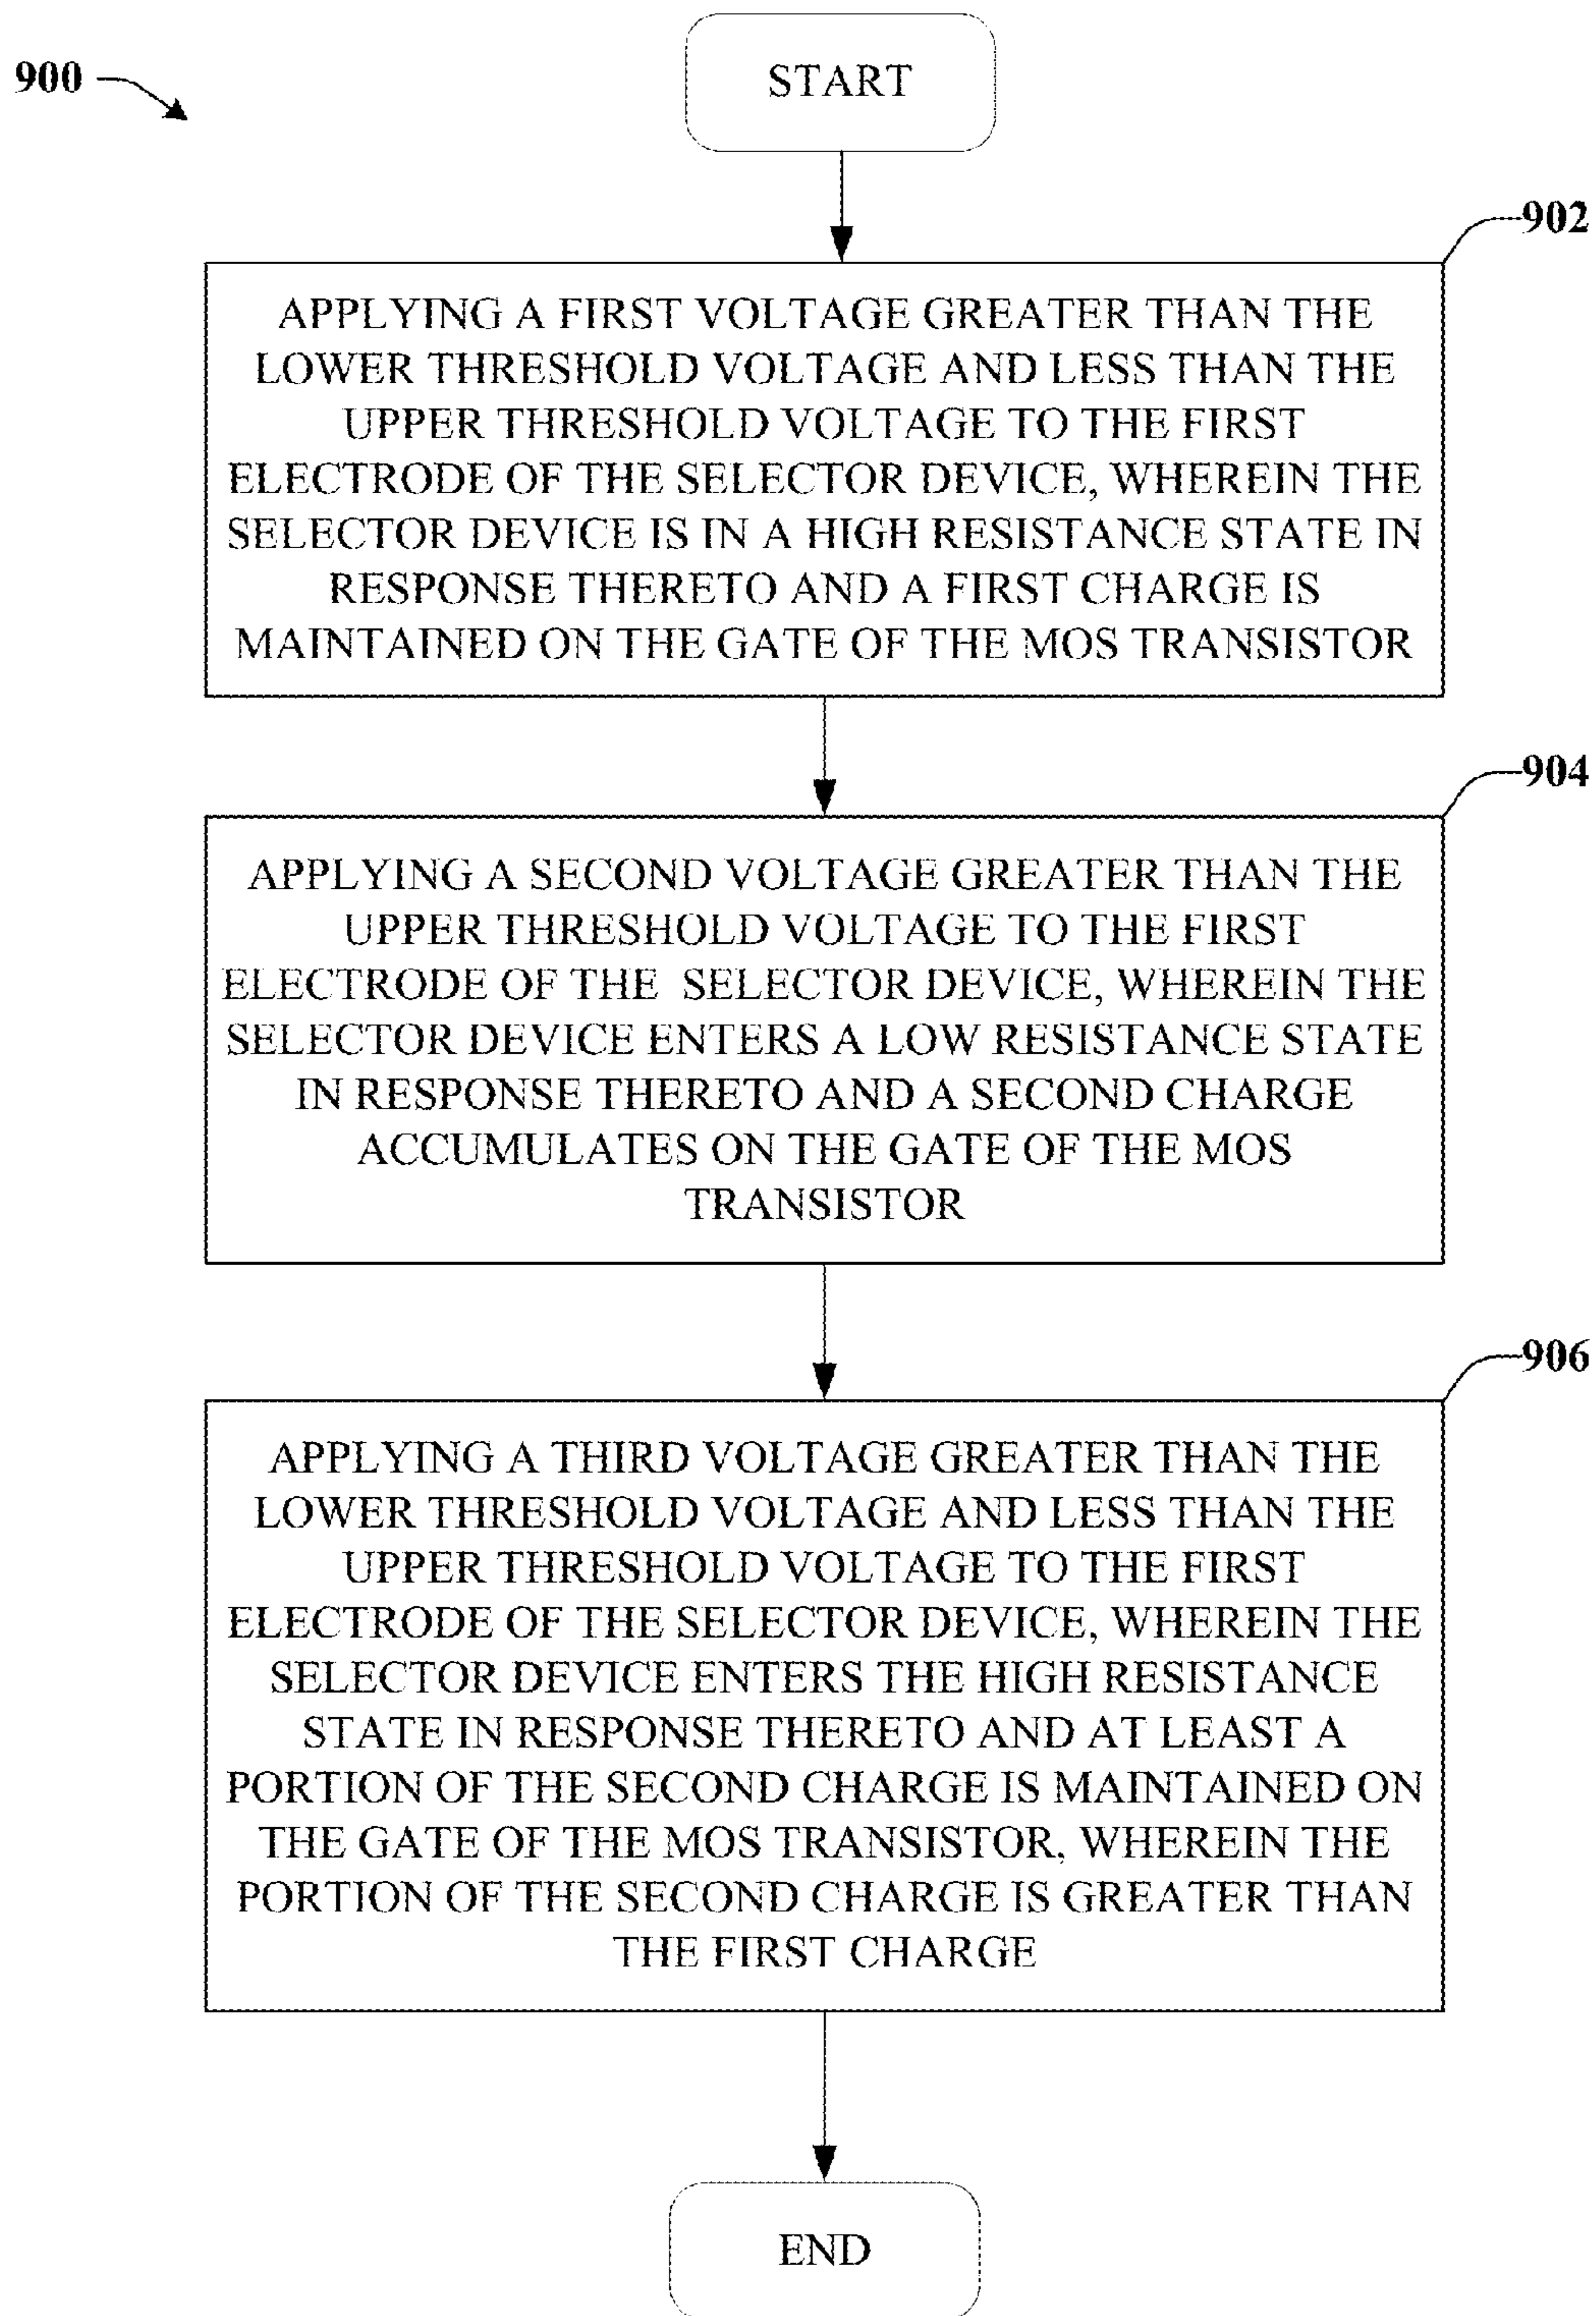 900
START
902
APPLYING A FIRST VOLTAGE GREATER THAN THE
LOWER THRESHOLD VOLTAGE AND LESS THAN THE
UPPER THRESHOLD VOLTAGE TO THE FIRST
ELECTRODE OF THE SELECTOR DEVICE, WHEREIN THE
SELECTOR DEVICE IS IN A HIGH RESISTANCE STATE IN
RESPONSE THERETO AND A FIRST CHARGE IS
MAINTAINED ON THE GATE OF THE MOS TRANSISTOR
904
APPLYING A SECOND VOLTAGE GREATER THAN THE
UPPER THRESHOLD VOLTAGE TO THE FIRST
ELECTRODE OF THE SELECTOR DEVICE, WHEREIN THE
SELECTOR DEVICE ENTERS A LOW RESISTANCE STATE
IN RESPONSE THERETO AND A SECOND CHARGE
ACCUMULATES ON THE GATE OF THE MOS
TRANSISTOR
906
APPLYING A THIRD VOLTAGE GREATER THAN THE
LOWER THRESHOLD VOLTAGE AND LESS THAN THE
UPPER THRESHOLD VOLTAGE TO THE FIRST
ELECTRODE OF THE SELECTOR DEVICE, WHEREIN THE
SELECTOR DEVICE ENTERS THE HIGH RESISTANCE
STATE IN RESPONSE THERETO AND AT LEAST A
PORTION OF THE SECOND CHARGE IS MAINTAINED ON
THE GATE OF THE MOS TRANSISTOR, WHEREIN THE
PORTION OF THE SECOND CHARGE IS GREATER THAN
THE FIRST CHARGE
END